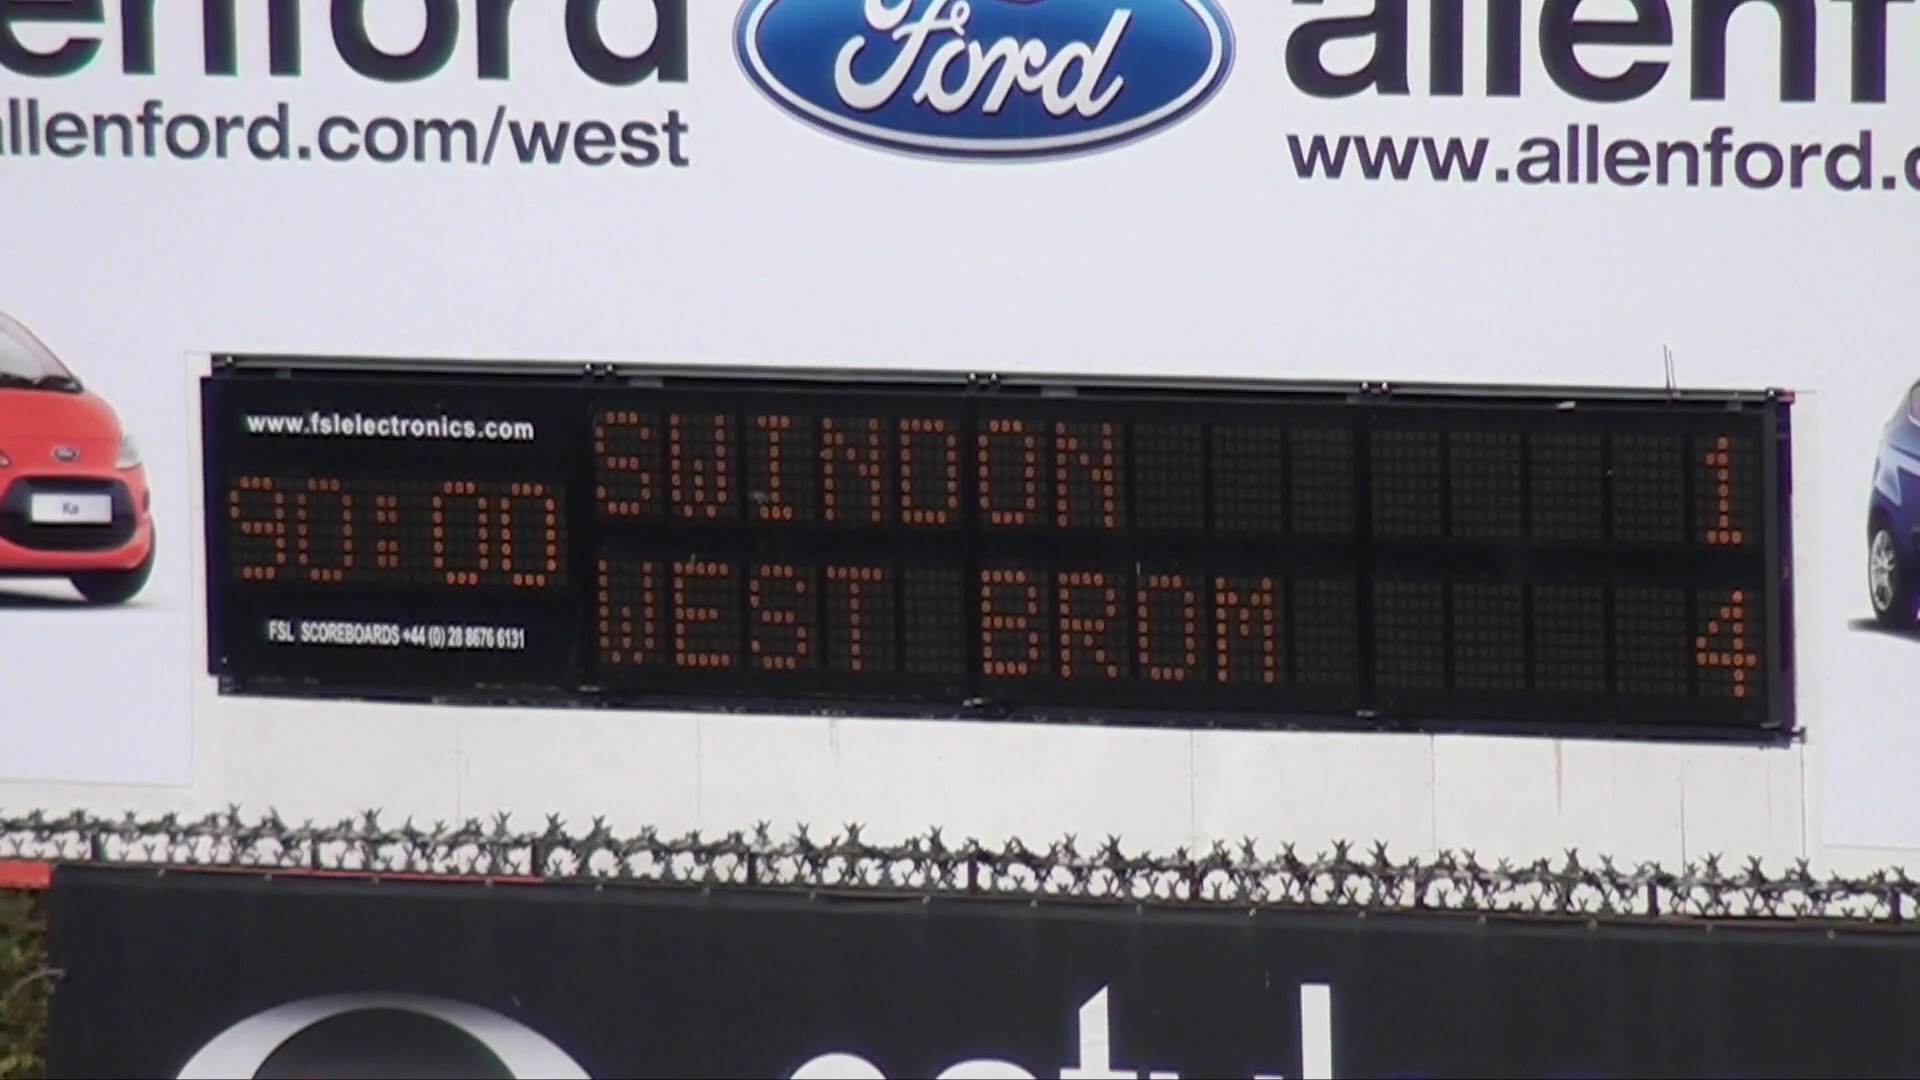 enford
allenford.com/west
Ford
allenf
www.allenford.c
Ka
www.fslelectronics.com
90:00
FSL SCOREBOARDS +44 (0) 28 8676 6131
SWINDON 1
WEST BROM 4